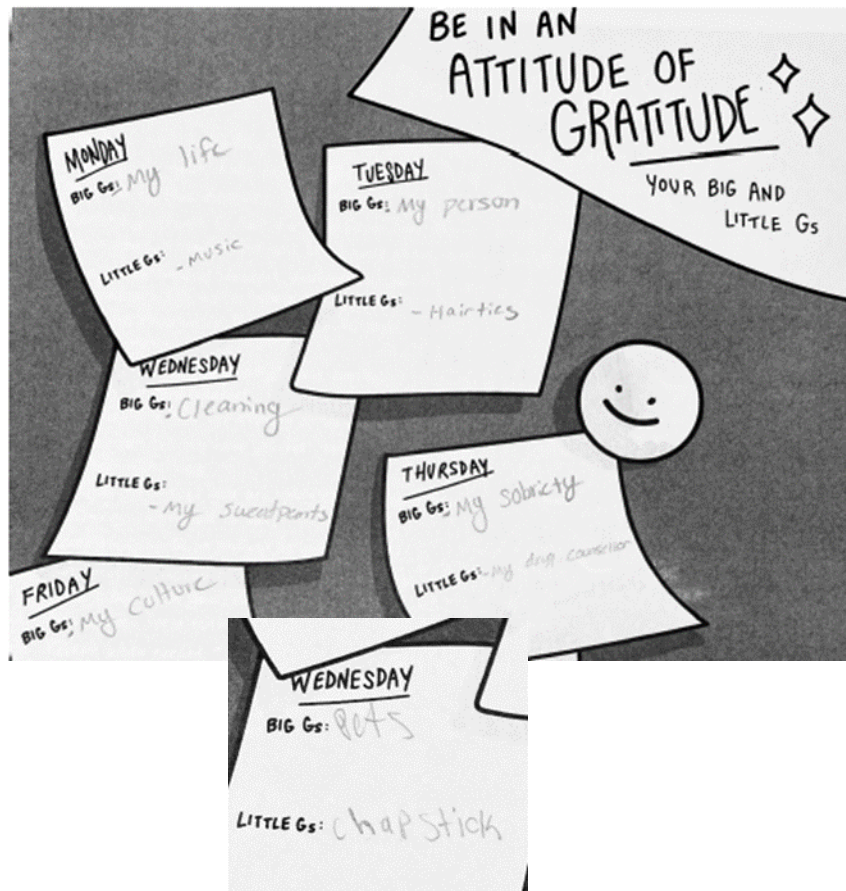 BE IN AN
ATTITUDE OF
GRATITUDE
YOUR BIG AND
LITTLE GS
MONDAY
BIG GS: My life
LITTLE GS:
- Music
TUESDAY
BIG GS: My person
LITTLE GS:
- Hairties
WEDNESDAY
BIG GS: Cleaning
LITTLE GS:
- My sweatpants
THURSDAY
BIG GS: My sobriety
LITTLE GS: - My drug counsellor
FRIDAY
BIG GS: My culture
WEDNESDAY
BIG GS: Pets
LITTLE GS: chapstick